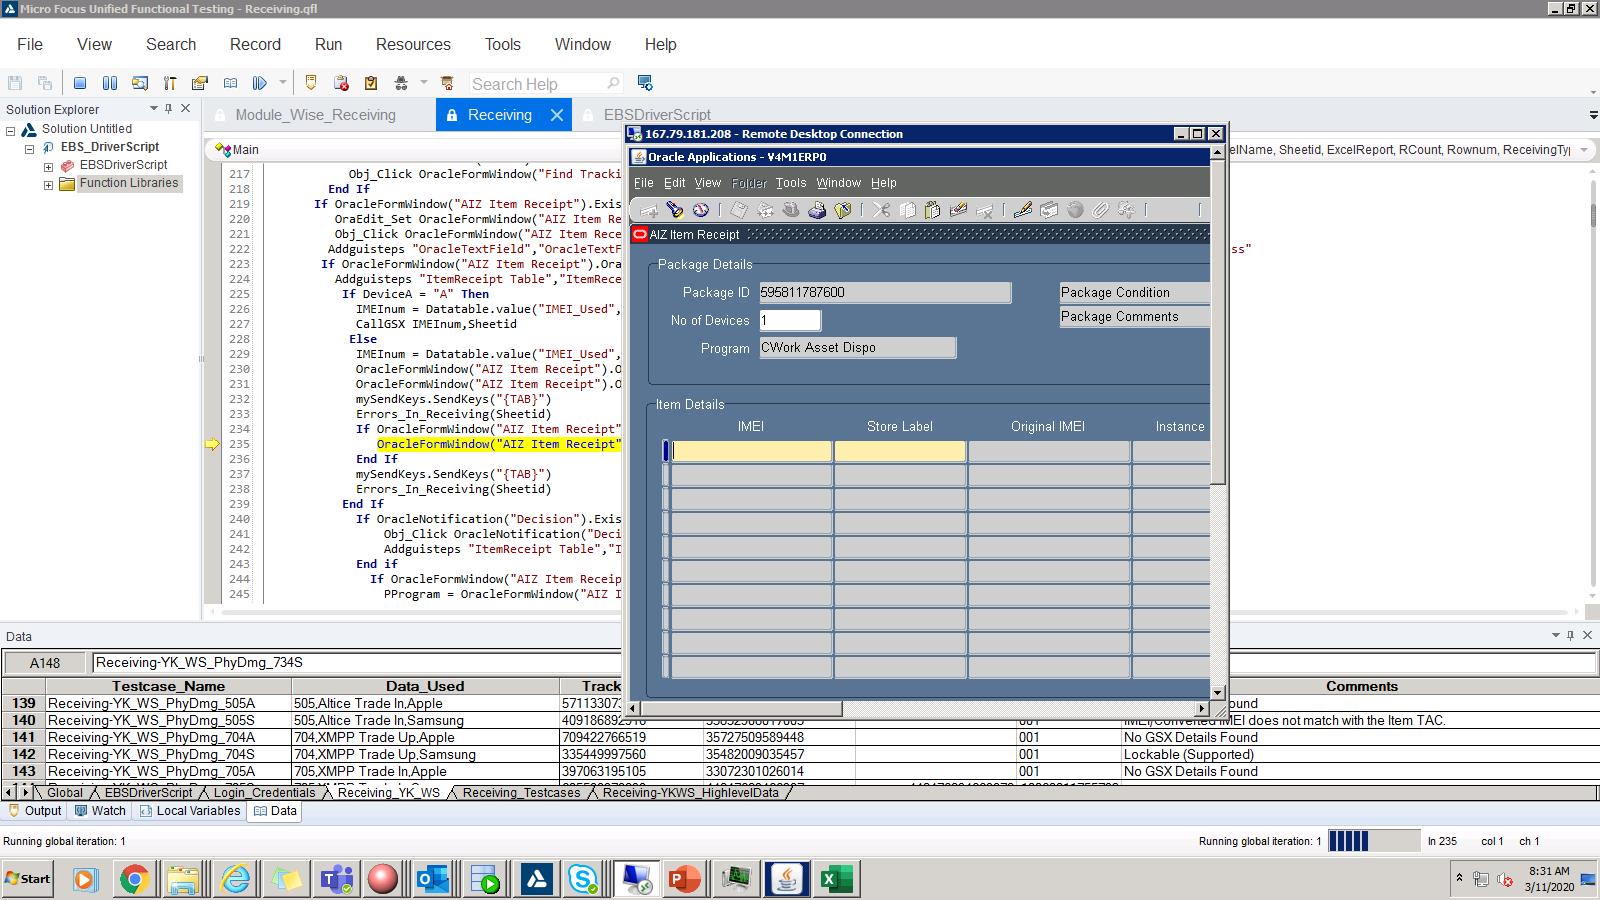 Micro Focus Unified Functional Testing - Receiving.qfl
File View Search Record Run Resources Tools Window Help
Search Help
Solution Explorer
Solution Untitled
EBS_DriverScript
EBSDriverScript
Function Libraries
Module_Wise_Receiving
Receiving
EBSDriverScript
Main
elName, Sheetid, ExcelReport, RCount, Rownum, ReceivingTy
217 Obj_Click OracleFormWindow("Find Tracki
218 End If
219 If OracleFormWindow("AIZ Item Receipt").Exis
220 OraEdit_Set OracleFormWindow("AIZ Item Re
221 Obj_Click OracleFormWindow("AIZ Item Rece
222 Addguisteps "OracleTextField","OracleTextF
ss"
223 If OracleFormWindow("AIZ Item Receipt").Ora
224 Addguisteps "ItemReceipt Table","ItemRece
225 If DeviceA = "A" Then
226 IMEInum = Datatable.value("IMEI_Used",
227 CallGSX IMEInum,Sheetid
228 Else
229 IMEInum = Datatable.value("IMEI_Used",
230 OracleFormWindow("AIZ Item Receipt").O
231 OracleFormWindow("AIZ Item Receipt").O
232 mySendKeys.SendKeys("{TAB}")
233 Errors_In_Receiving(Sheetid)
234 If OracleFormWindow("AIZ Item Receipt"
235 OracleFormWindow("AIZ Item Receipt"
236 End If
237 mySendKeys.SendKeys("{TAB}")
238 Errors_In_Receiving(Sheetid)
239 End If
240 If OracleNotification("Decision").Exis
241 Obj_Click OracleNotification("Deci
242 Addguisteps "ItemReceipt Table","I
243 End if
244 If OracleFormWindow("AIZ Item Receip
245 PProgram = OracleFormWindow("AIZ I
167.79.181.208 - Remote Desktop Connection
Oracle Applications - V4M1ERP0
File Edit View Folder Tools Window Help
AIZ Item Receipt
Package Details
Package ID 595811787600
Package Condition
No of Devices 1
Package Comments
Program CWork Asset Dispo
Item Details
IMEI Store Label Original IMEI Instance
Data
A148 Receiving-YK_WS_PhyDmg_734S
Testcase_Name Data_Used Track Comments
139 Receiving-YK_WS_PhyDmg_505A 505,Altice Trade In,Apple 571133073 ound
140 Receiving-YK_WS_PhyDmg_505S 505,Altice Trade In,Samsung 001 IMEI/Converted IMEI does not match with the Item TAC.
141 Receiving-YK_WS_PhyDmg_704A 704,XMPP Trade Up,Apple 709422766519 35727509589448 001 No GSX Details Found
142 Receiving-YK_WS_PhyDmg_704S 704,XMPP Trade Up,Samsung 335449997560 35482009035457 001 Lockable (Supported)
143 Receiving-YK_WS_PhyDmg_705A 705,XMPP Trade In,Apple 397063195105 33072301026014 001 No GSX Details Found
Global EBSDriverScript Login_Credentials Receiving_YK_WS Receiving_Testcases Receiving-YKWS_HighlevelData
Output Watch Local Variables Data
Running global iteration: 1
Running global iteration: 1 ln 235 col 1 ch 1
Start
8:31 AM
3/11/2020